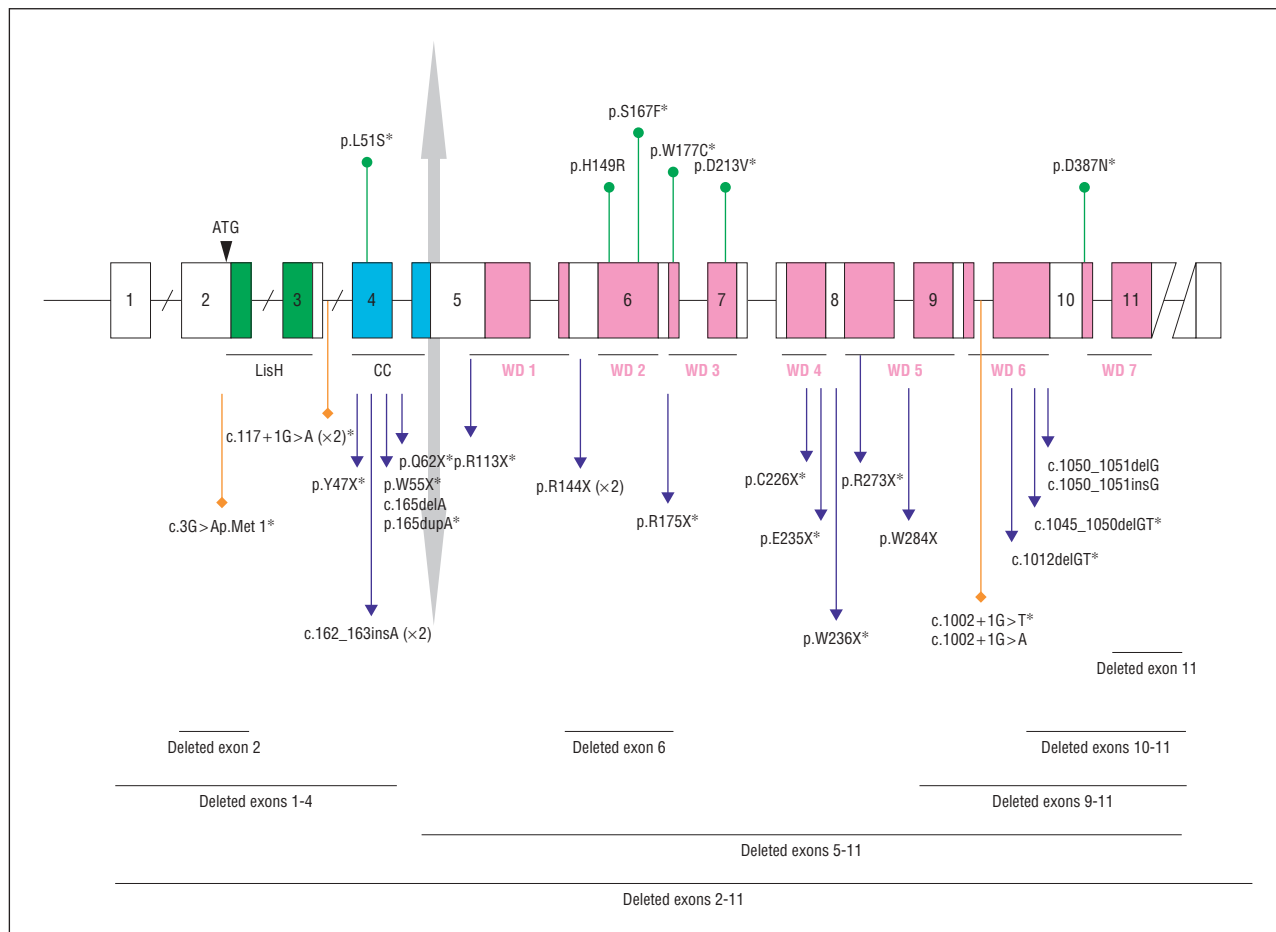 p.S167F*
p.L51S*
p.W177C*
p.H149R
p.D213V*
p.D387N*
ATG
1
2
3
4
5
6
7
8
9
10
11
LisH
CC
WD 1
WD 2
WD 3
WD 4
WD 5
WD 6
WD 7
c.117+1G>A (×2)*
p.Q62X*
p.R113X*
p.Y47X*
p.W55X*
c.165delA
p.165dupA*
p.R144X (×2)
p.R175X*
p.C226X*
p.R273X*
c.1050_1051delG
c.1050_1051insG
c.3G>Ap.Met 1*
p.E235X*
p.W284X
c.1045_1050delGT*
c.1012delGT*
c.162_163insA (×2)
p.W236X*
c.1002+1G>T*
c.1002+1G>A
Deleted exon 11
Deleted exon 2
Deleted exon 6
Deleted exons 10-11
Deleted exons 1-4
Deleted exons 9-11
Deleted exons 5-11
Deleted exons 2-11